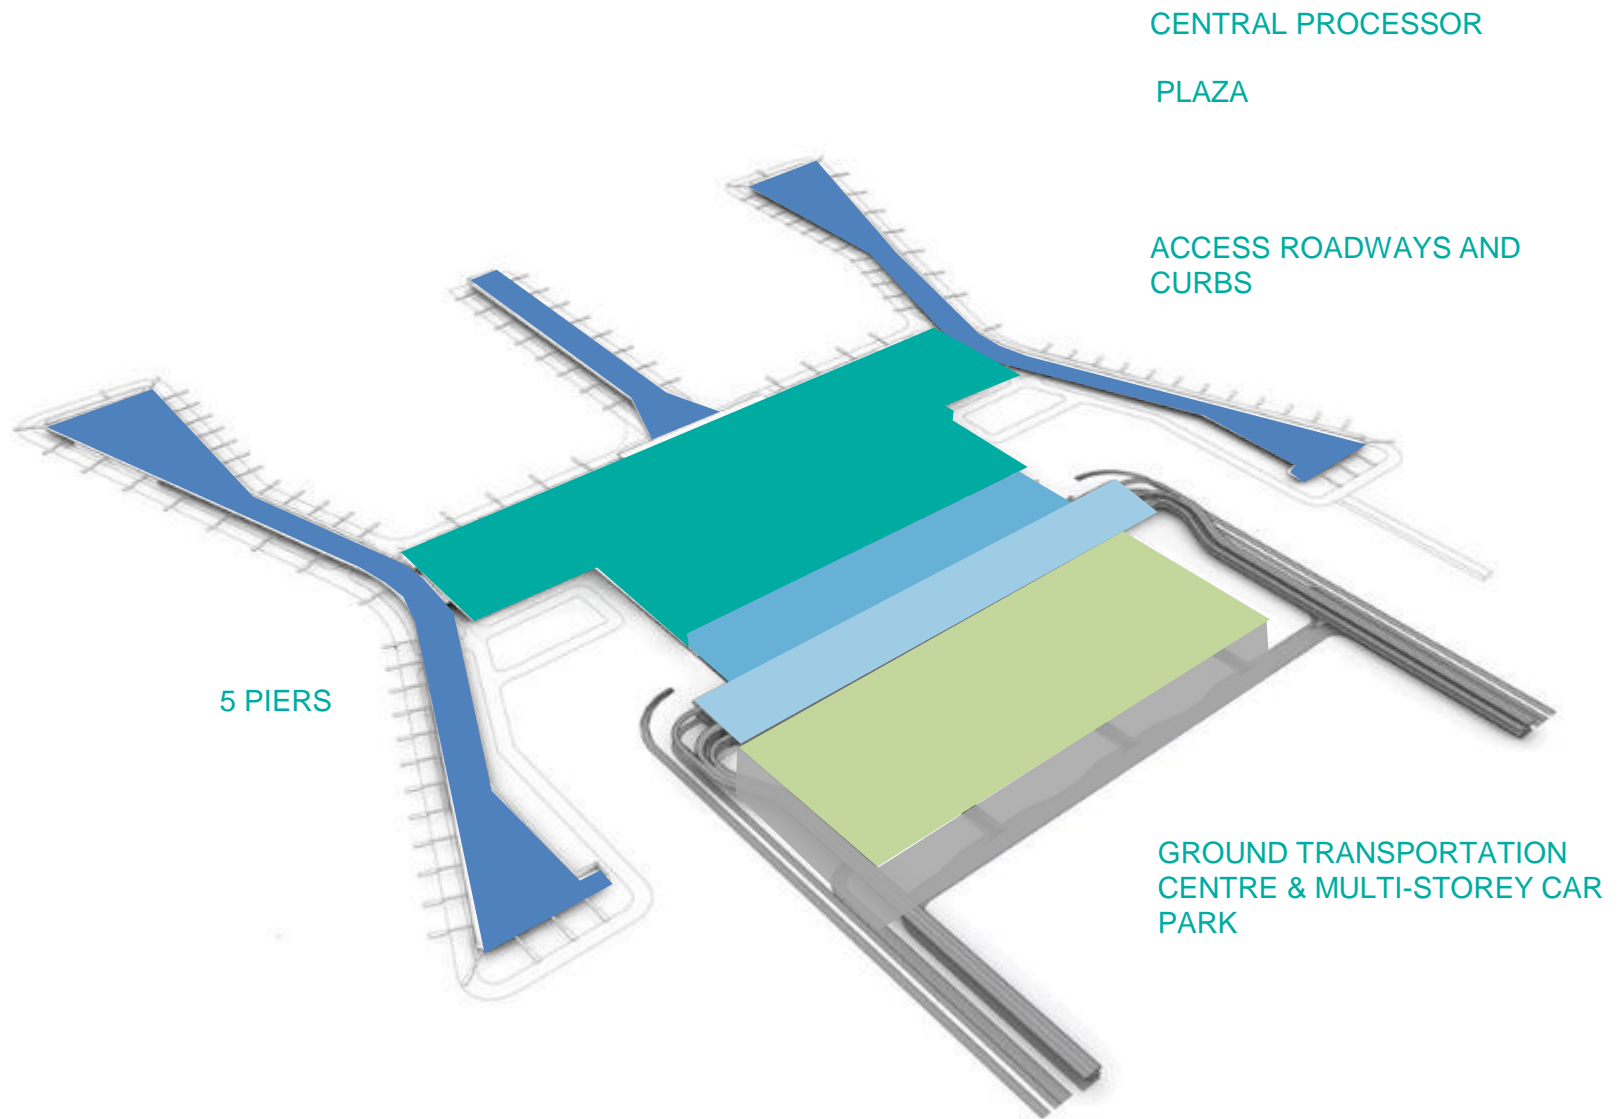 CENTRAL PROCESSOR
PLAZA
ACCESS ROADWAYS AND
CURBS
5 PIERS
GROUND TRANSPORTATION
CENTRE & MULTI-STOREY CAR
PARK